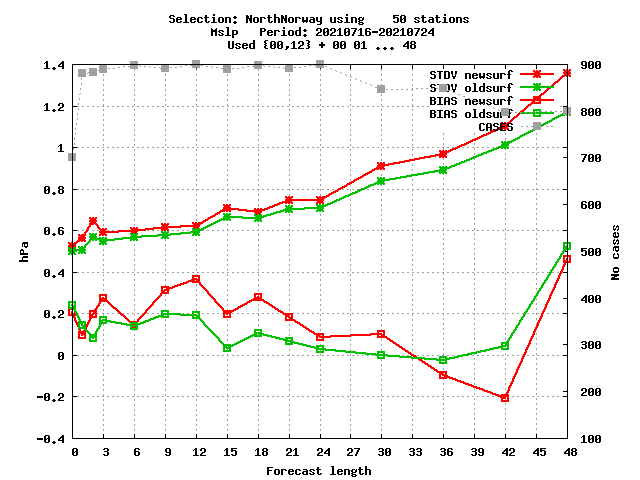 Selection: NorthNorway using 50 stations
Mslp Period: 20210716-20210724
Used {00,12} + 00 01 ... 48
STDV newsurf
STDV oldsurf
BIAS newsurf
BIAS oldsurf
CASES
1.4
1.2
1
0.8
0.6
0.4
0.2
0
-0.2
-0.4
hPa
900
800
700
600
500
400
300
200
100
No cases
0 3 6 9 12 15 18 21 24 27 30 33 36 39 42 45 48
Forecast length